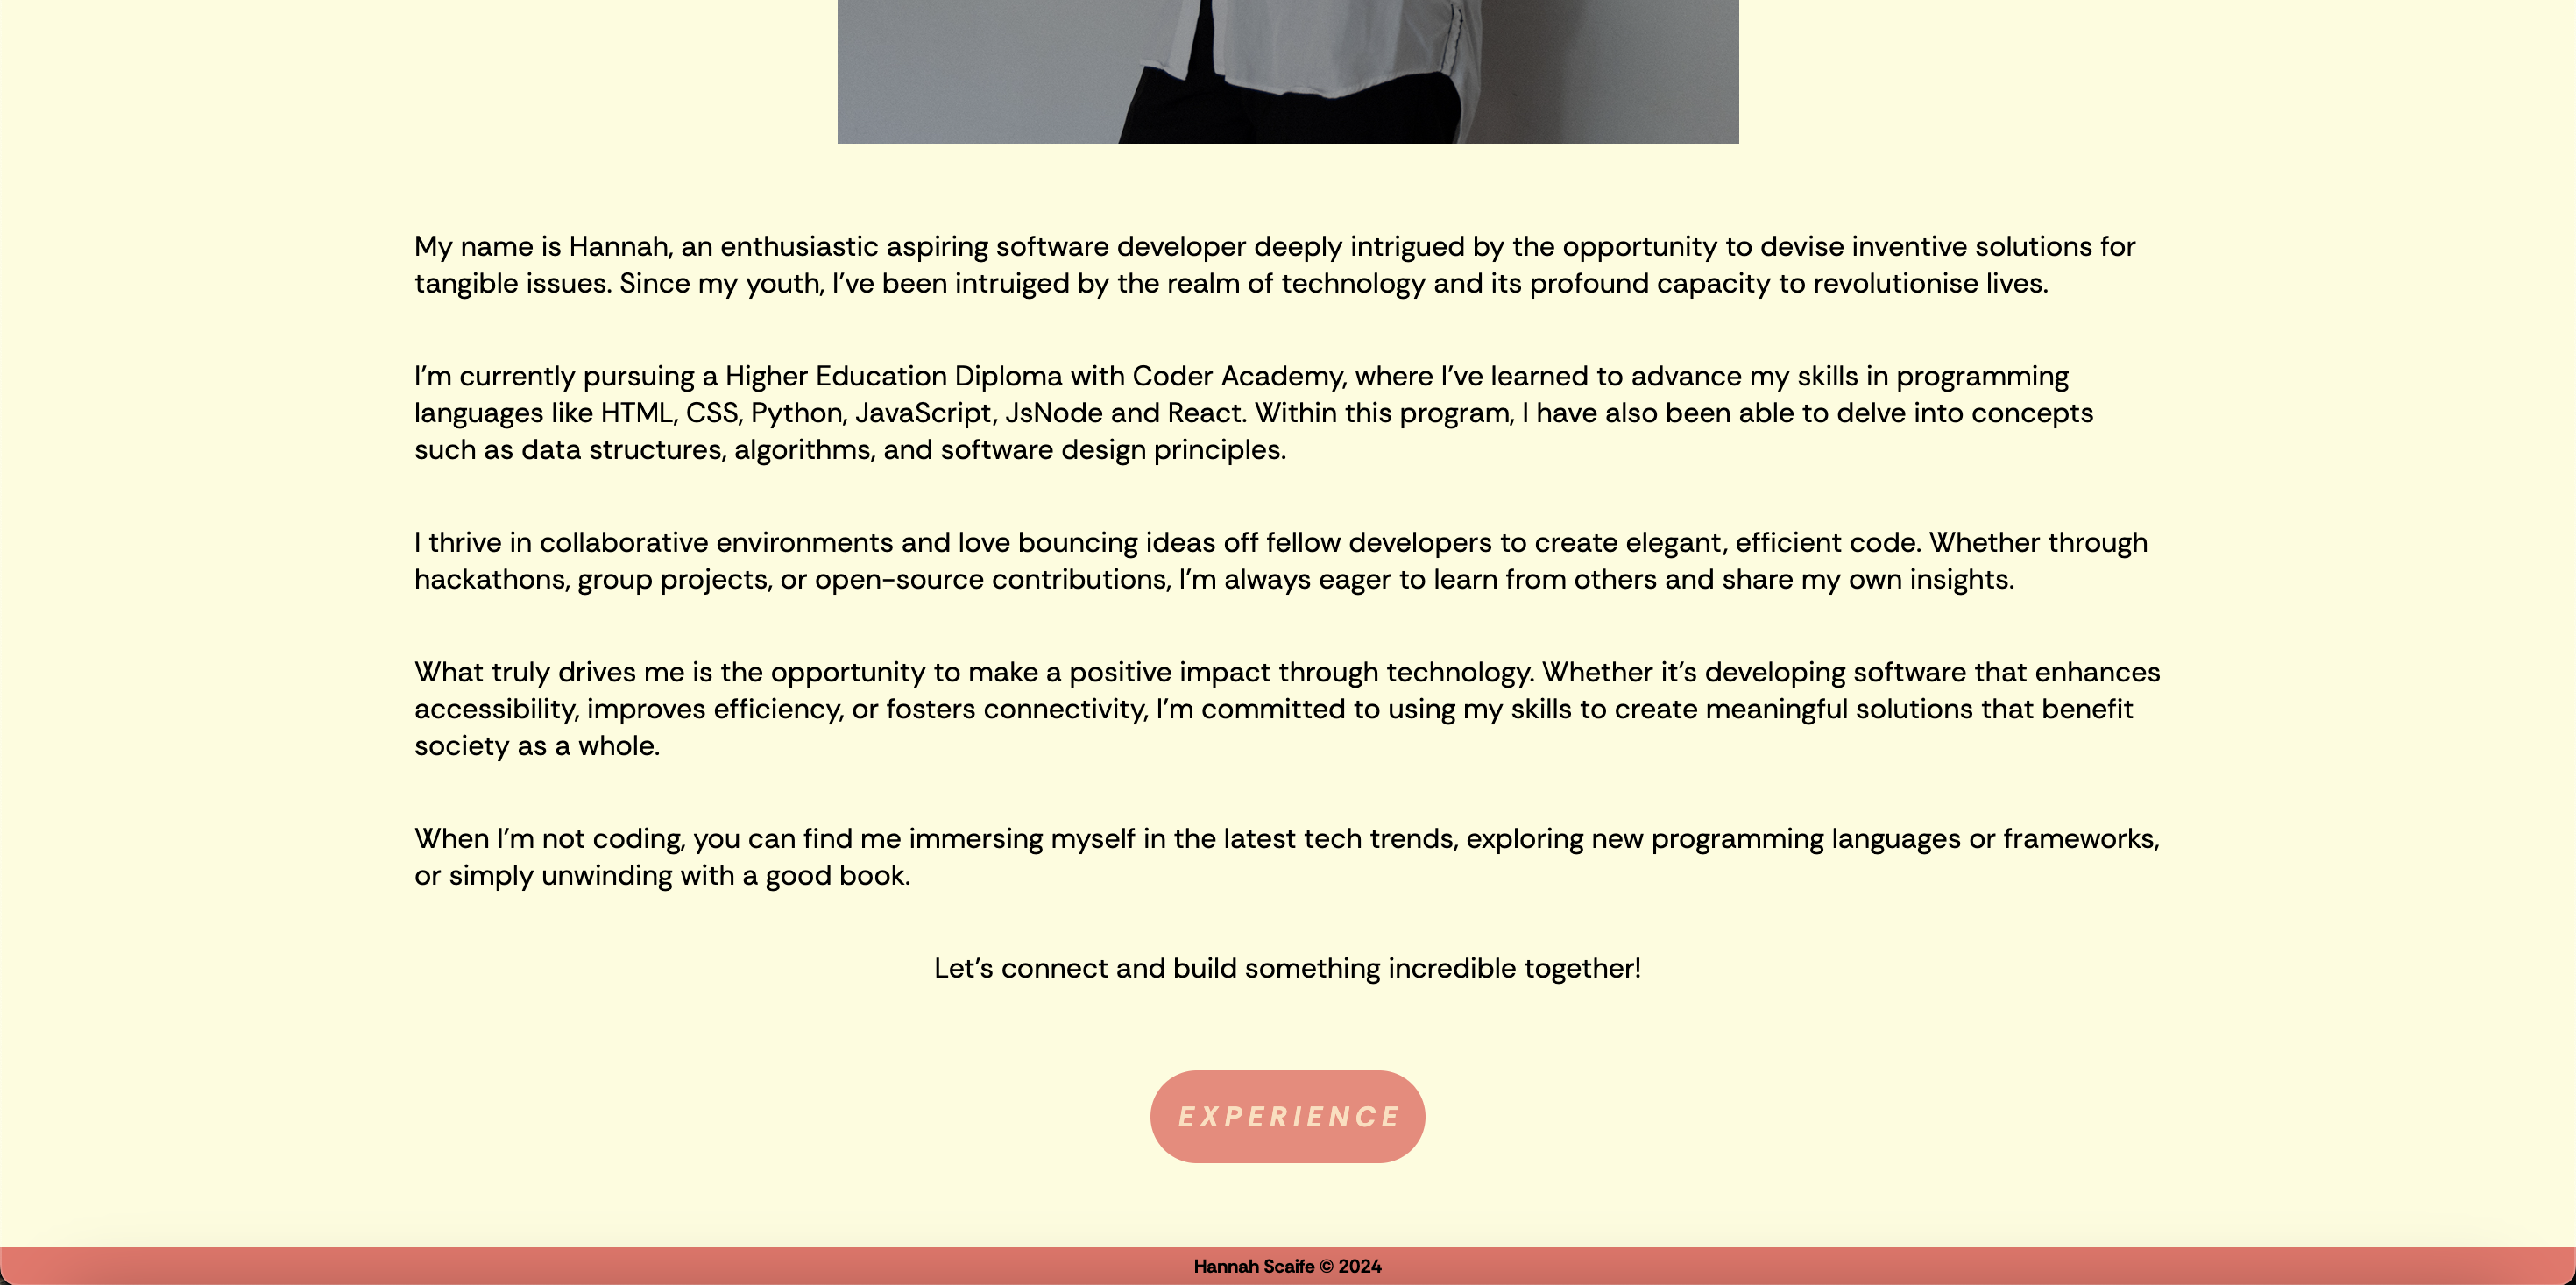 My name is Hannah, an enthusiastic aspiring software developer deeply intrigued by the opportunity to devise inventive solutions for
tangible issues. Since my youth, I've been intruiged by the realm of technology and its profound capacity to revolutionise lives.
I'm currently pursuing a Higher Education Diploma with Coder Academy, where I've learned to advance my skills in programming
languages like HTML, CSS, Python, JavaScript, JsNode and React. Within this program, I have also been able to delve into concepts
such as data structures, algorithms, and software design principles.
I thrive in collaborative environments and love bouncing ideas off fellow developers to create elegant, efficient code. Whether through
hackathons, group projects, or open-source contributions, I'm always eager to learn from others and share my own insights.
What truly drives me is the opportunity to make a positive impact through technology. Whether it's developing software that enhances
accessibility, improves efficiency, or fosters connectivity, I'm committed to using my skills to create meaningful solutions that benefit
society as a whole.
When I'm not coding, you can find me immersing myself in the latest tech trends, exploring new programming languages or frameworks,
or simply unwinding with a good book.
Let's connect and build something incredible together!
EXPERIENCE
Hannah Scaife © 2024